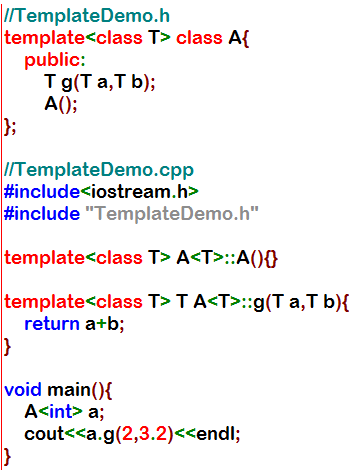 //TemplateDemo.h
template<class T> class A{
public:
T g(T a,T b);
A();
};
//TemplateDemo.cpp
#include<iostream.h>
#include "TemplateDemo.h"
template<class T> A<T>::A(){}
template<class T> T A<T>::g(T a,T b){
return a+b;
}
void main(){
A<int> a;
cout<<a.g(2,3.2)<<endl;
}